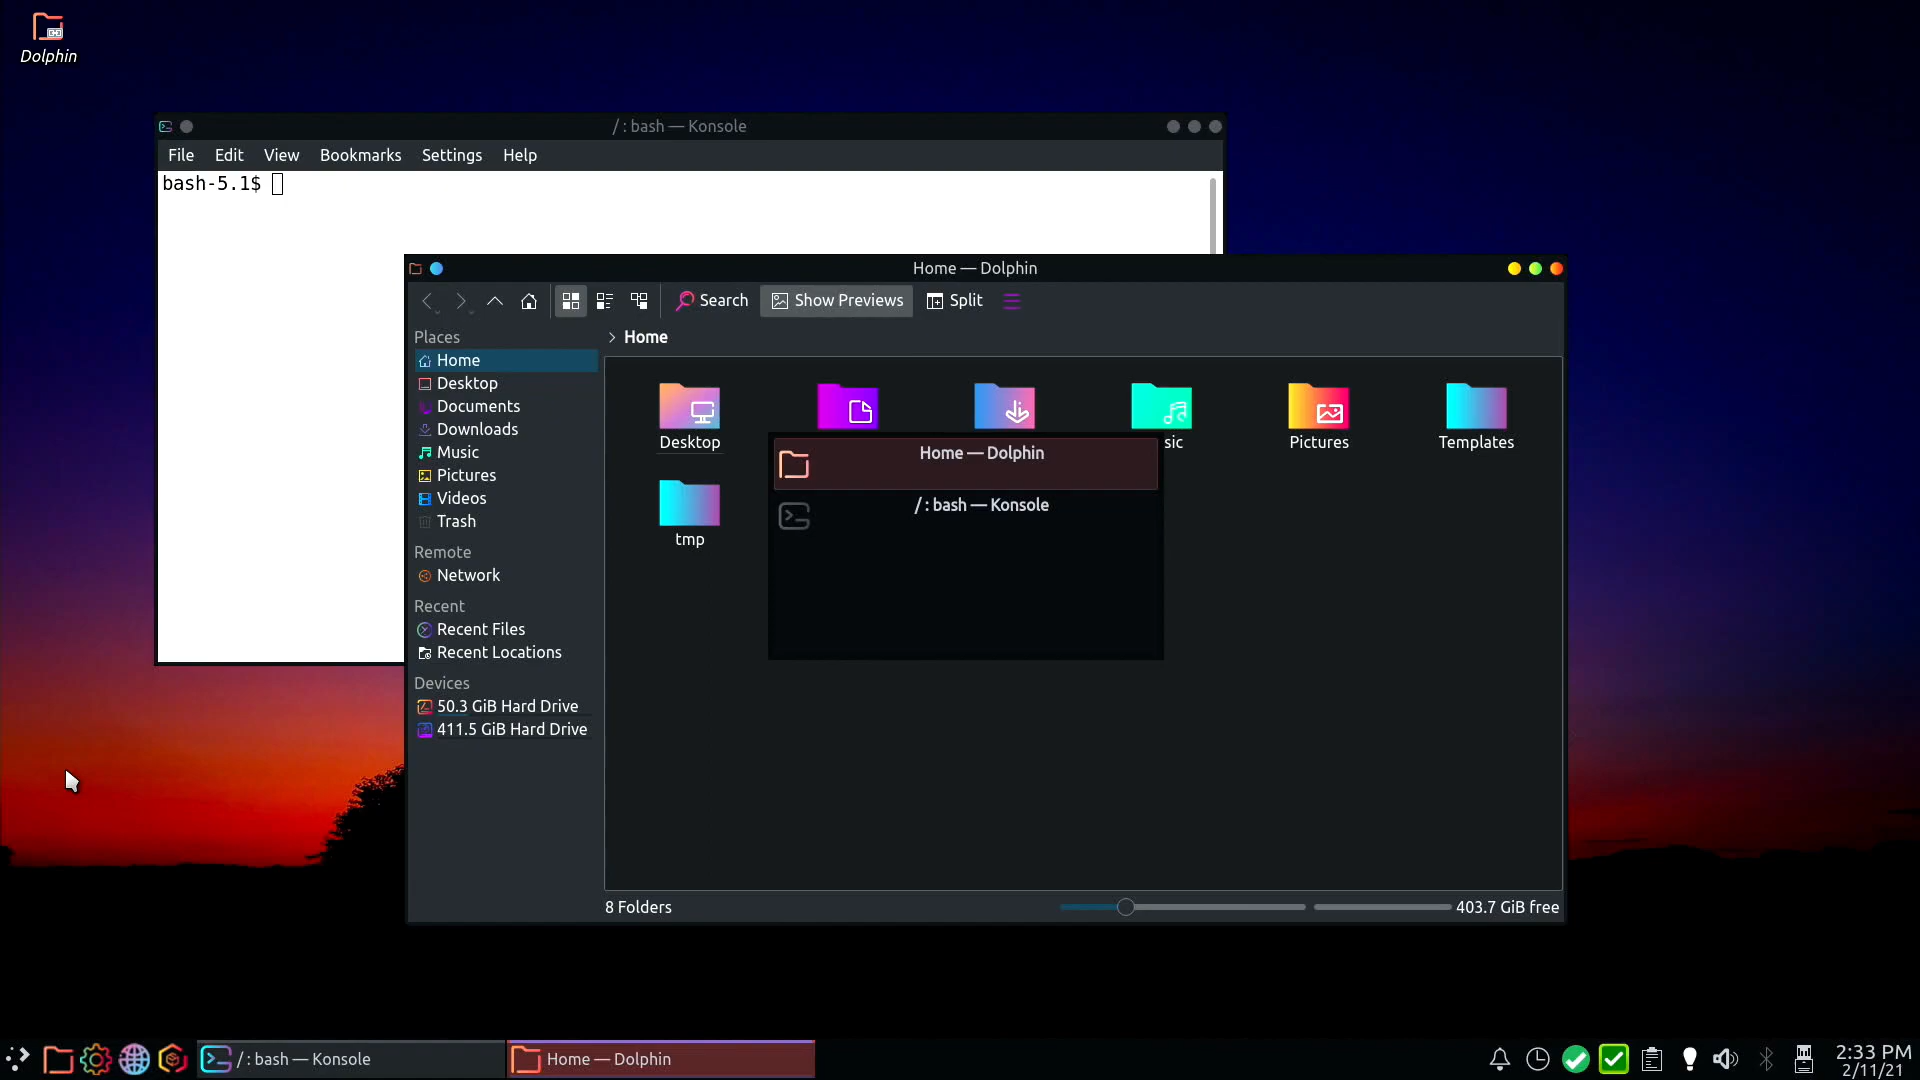 Dolphin
/ : bash — Konsole
File Edit View Bookmarks Settings Help
bash-5.1$
Home — Dolphin
Search Show Previews Split
Places
Home
Desktop
Documents
Downloads
Music
Pictures
Videos
Trash
Remote
Network
Recent
Recent Files
Recent Locations
Devices
50.3 GiB Hard Drive
411.5 GiB Hard Drive
> Home
Desktop
sic
Pictures
Templates
tmp
Home — Dolphin
/ : bash — Konsole
8 Folders
403.7 GiB free
/ : bash — Konsole
Home — Dolphin
2:33 PM
2/11/21